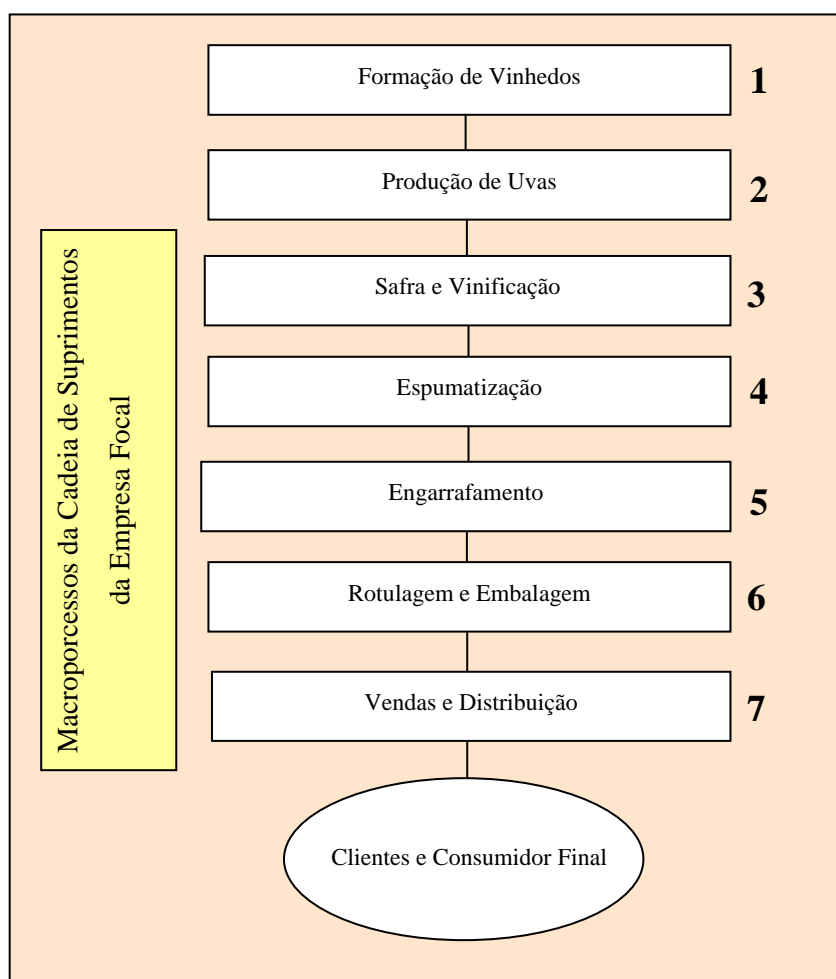 Formação de Vinhedos
1
Produção de Uvas
2
Safra e Vinificação
3
Espumatização
4
Engarrafamento
5
Rotulagem e Embalagem
6
Vendas e Distribuição
7
Clientes e Consumidor Final
Macroporcessos da Cadeia de Suprimentos
da Empresa Focal